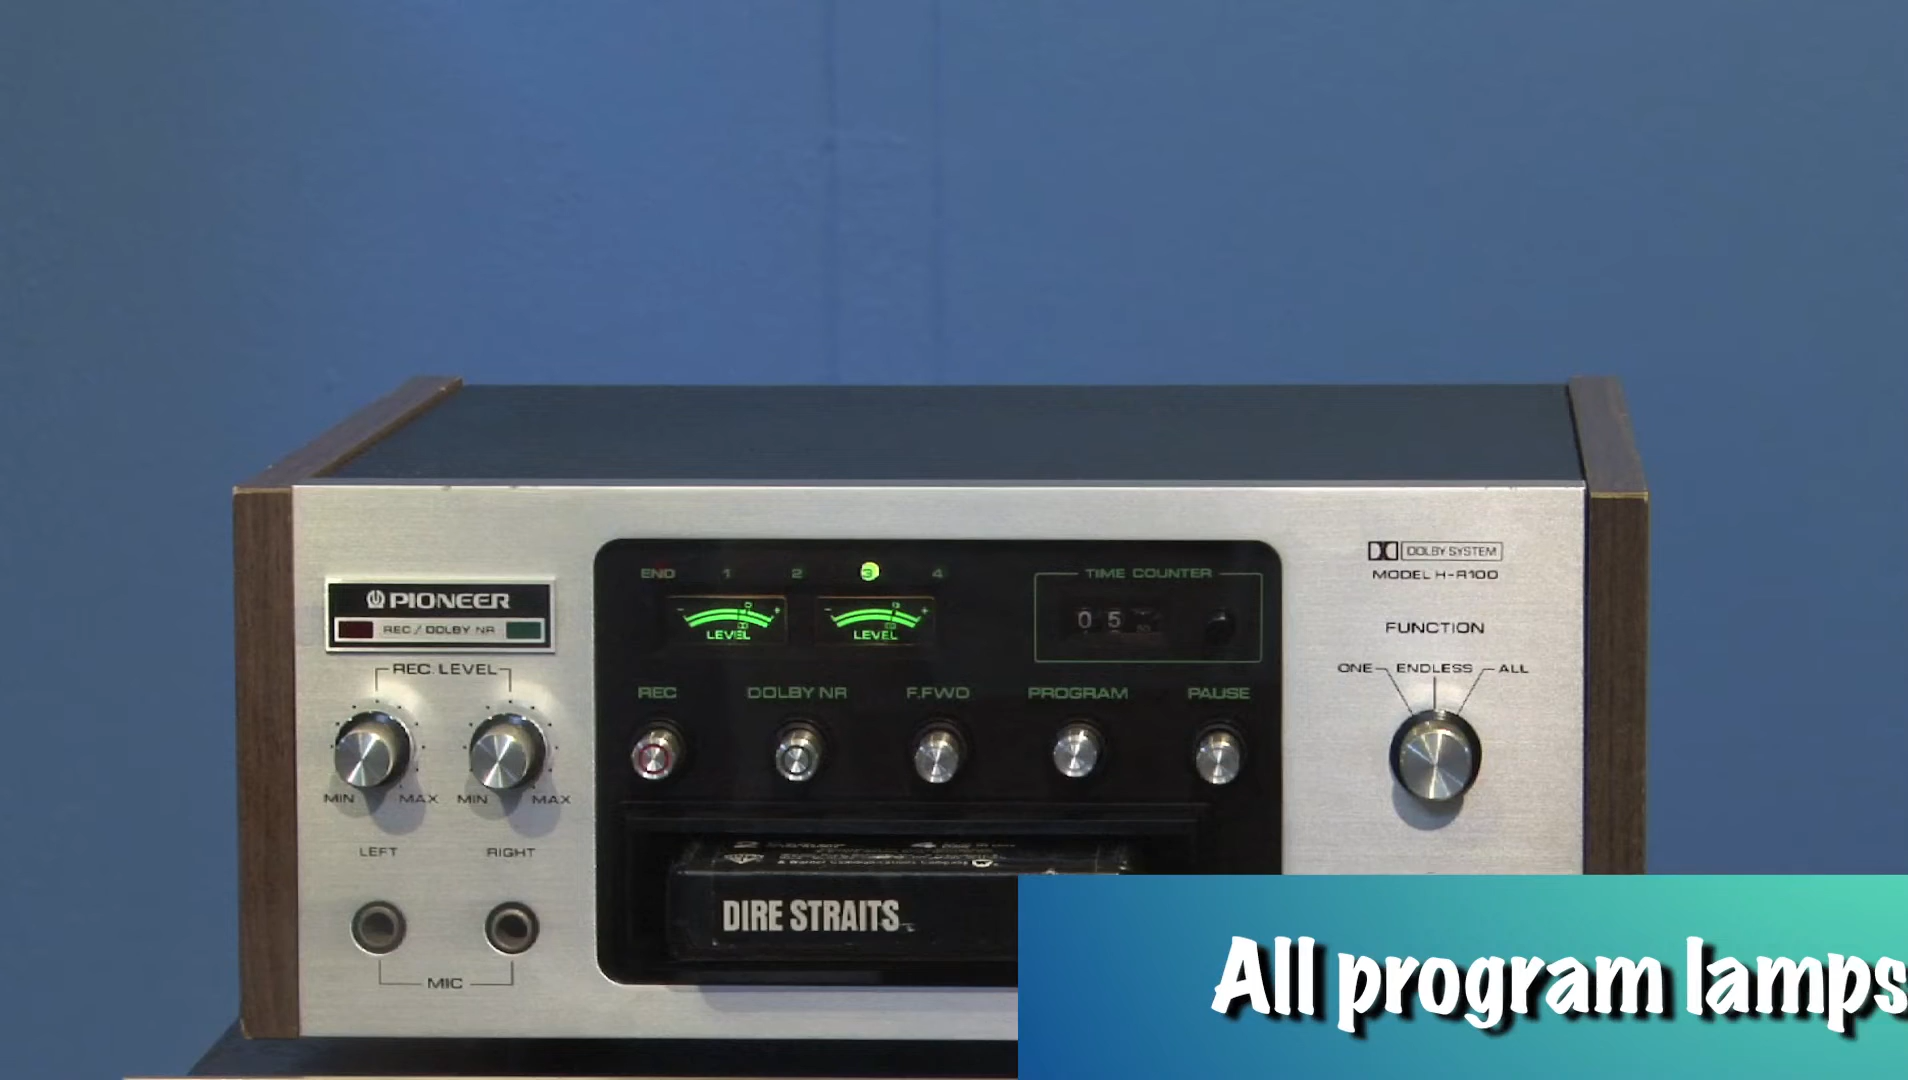 DOLBY SYSTEM
MODEL H-R100
END 1 2 3 4
TIME COUNTER
PIONEER
REC / DOLBY NR
LEVEL LEVEL
0 5
FUNCTION
ONE ENDLESS ALL
REC. LEVEL
REC DOLBY NR F.FWD PROGRAM PAUSE
MIN MAX MIN MAX
LEFT RIGHT
2 4
DIRE STRAITS
MIC
All program lamps